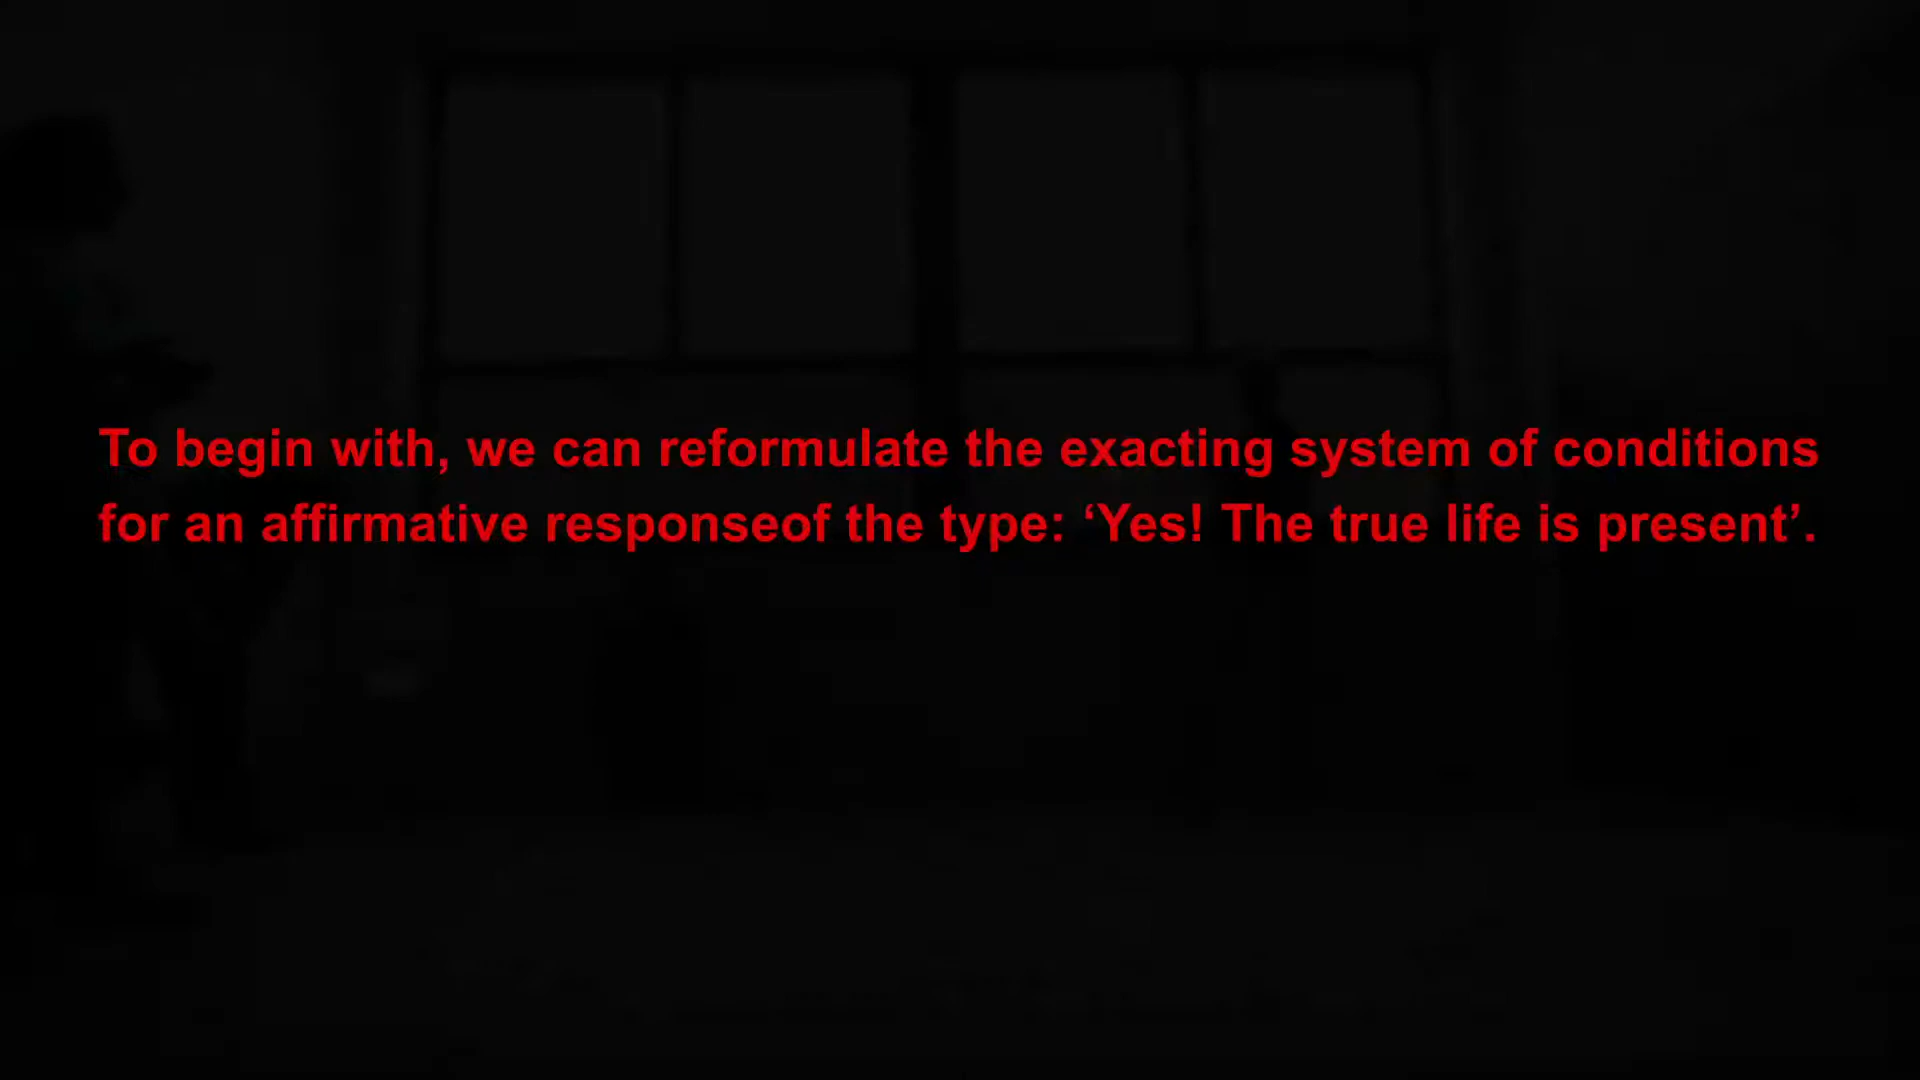 To begin with, we can reformulate the exacting system of conditions
for an affirmative responseof the type: ‘Yes! The true life is present’.